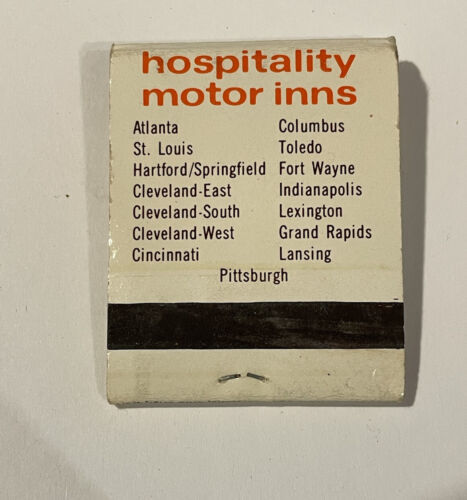 hospitality
motor inns
Atlanta Columbus
St. Louis Toledo
Hartford/Springfield Fort Wayne
Cleveland-East Indianapolis
Cleveland-South Lexington
Cleveland-West Grand Rapids
Cincinnati Lansing
Pittsburgh